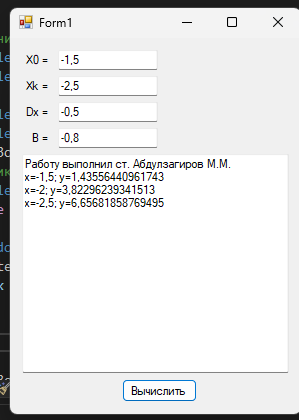 Form1
X0 = -1,5
Xk = -2,5
Dx = -0,5
B = -0,8
Работу выполнил ст. Абдулзагиров М.М.
x=-1,5; y=1,43556440961743
x=-2; y=3,82296239341513
x=-2,5; y=6,65681858769495
Вычислить